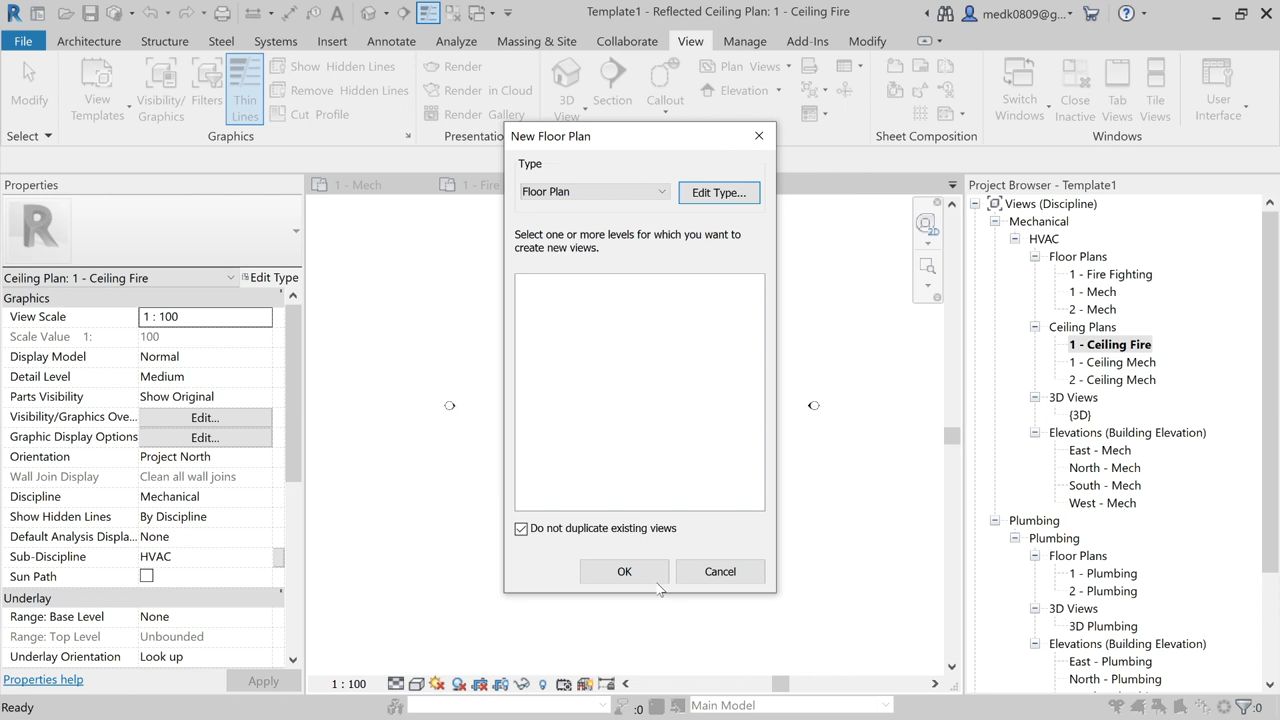 Template1 - Reflected Ceiling Plan: 1 - Ceiling Fire
medk0809@g...
File
Architecture
Structure
Steel
Systems
Insert
Annotate
Analyze
Massing & Site
Collaborate
View
Manage
Add-Ins
Modify
Modify
View
Templates
Visibility/
Graphics
Filters
Thin
Lines
Show Hidden Lines
Remove Hidden Lines
Cut Profile
Render
Render in Cloud
Render Gallery
3D
View
Section
Callout
Plan Views
Elevation
Switch
Windows
Close
Inactive
Tab
Views
Tile
Views
User
Interface
Select
Graphics
Presentatio
Sheet Composition
Windows
Properties
1 - Mech
1 - Fire
Project Browser - Template1
Ceiling Plan: 1 - Ceiling Fire
Edit Type
Graphics
View Scale
1 : 100
Scale Value 1:
100
Display Model
Normal
Detail Level
Medium
Parts Visibility
Show Original
Visibility/Graphics Ove...
Edit...
Graphic Display Options
Edit...
Orientation
Project North
Wall Join Display
Clean all wall joins
Discipline
Mechanical
Show Hidden Lines
By Discipline
Default Analysis Displa...
None
Sub-Discipline
HVAC
Sun Path
Underlay
Range: Base Level
None
Range: Top Level
Unbounded
Underlay Orientation
Look up
Properties help
Apply
New Floor Plan
Type
Floor Plan
Edit Type...
Select one or more levels for which you want to
create new views.
Do not duplicate existing views
OK
Cancel
2D
Views (Discipline)
Mechanical
HVAC
Floor Plans
1 - Fire Fighting
1 - Mech
2 - Mech
Ceiling Plans
1 - Ceiling Fire
1 - Ceiling Mech
2 - Ceiling Mech
3D Views
{3D}
Elevations (Building Elevation)
East - Mech
North - Mech
South - Mech
West - Mech
Plumbing
Plumbing
Floor Plans
1 - Plumbing
2 - Plumbing
3D Views
3D Plumbing
Elevations (Building Elevation)
East - Plumbing
North - Plumbing
1 : 100
Ready
:0
Main Model
:0